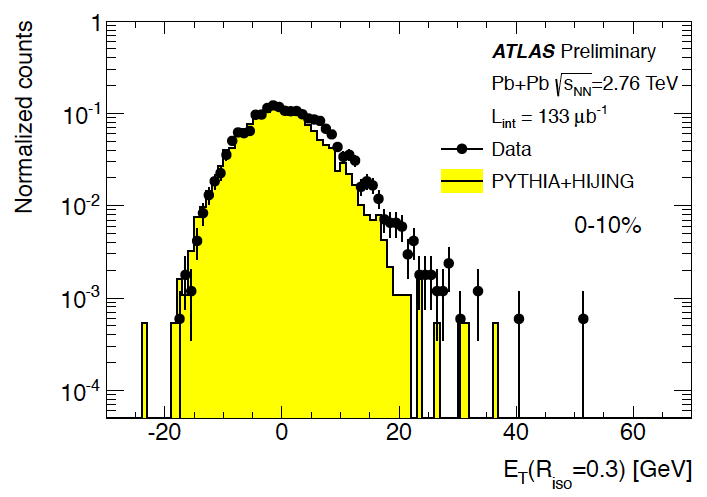 1
10⁻¹
10⁻²
10⁻³
10⁻⁴
Normalized counts
ATLAS Preliminary
Pb+Pb √sNN=2.76 TeV
Lint = 133 μb⁻¹
Data
PYTHIA+HIJING
0-10%
-20 0 20 40 60
ET(Riso=0.3) [GeV]